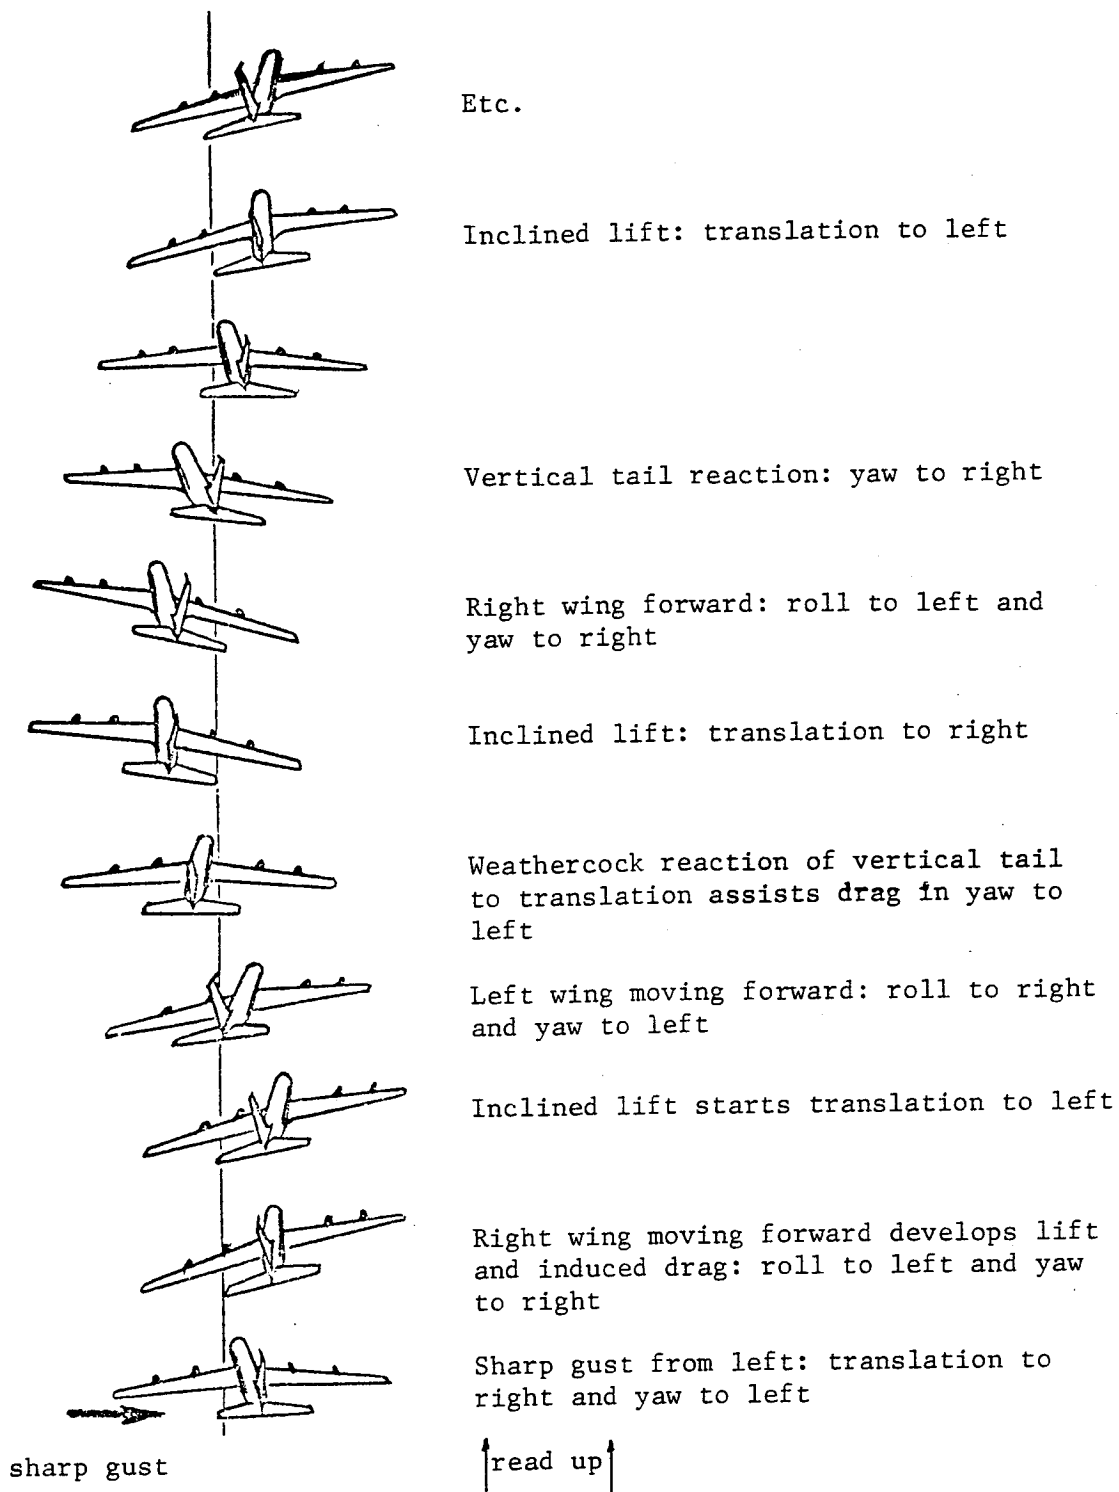 Etc.
Inclined lift: translation to left
Vertical tail reaction: yaw to right
Right wing forward: roll to left and
yaw to right
Inclined lift: translation to right
Weathercock reaction of vertical tail
to translation assists drag in yaw to
left
Left wing moving forward: roll to right
and yaw to left
Inclined lift starts translation to left
Right wing moving forward develops lift
and induced drag: roll to left and yaw
to right
Sharp gust from left: translation to
right and yaw to left
sharp gust
read up